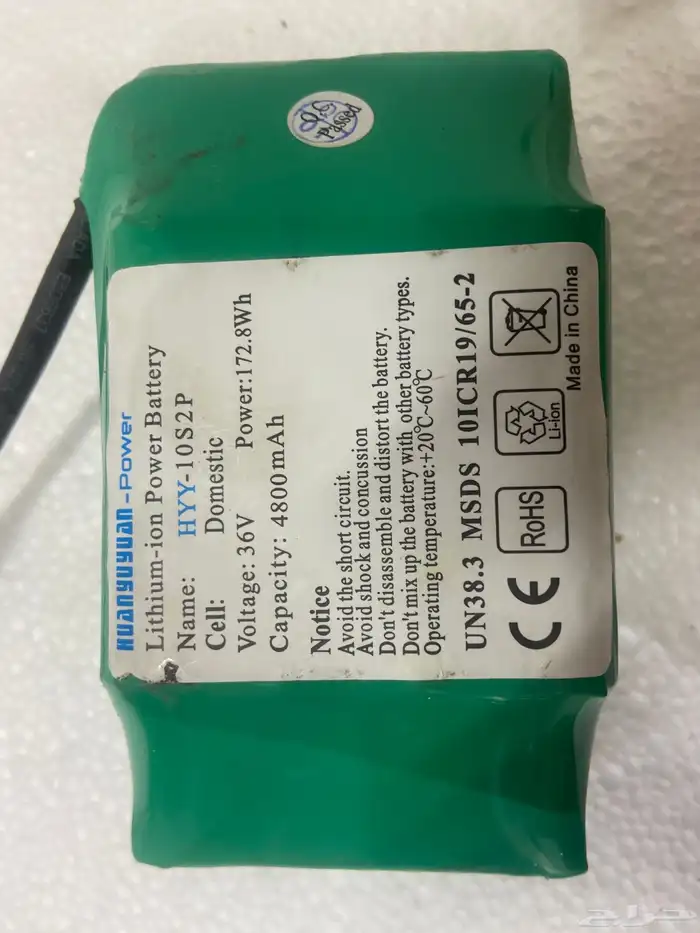 Q.C
Passed
HUANYUYUAN-Power
Lithium-ion Power Battery
Name: HYY-10S2P
Cell: Domestic
Voltage: 36V Power:172.8Wh
Capacity: 4800mAh
Notice
Avoid the short circuit.
Avoid shock and concussion
Don't disassemble and distort the battery.
Don't mix up the battery with other battery types.
Operating temperature:+20℃~60℃
UN38.3 MSDS 10ICR19/65-2
CE RoHS Li-ion
Made in China
حراج